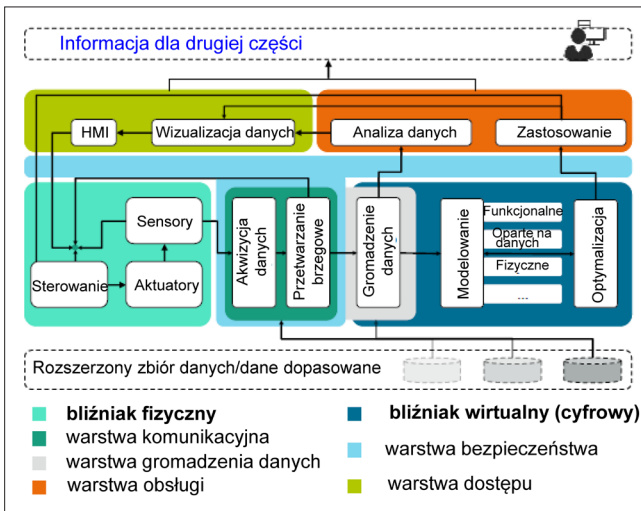 Informacja dla drugiej części
HMI
Wizualizacja danych
Analiza danych
Zastosowanie
Sensory
Sterowanie
Aktuatory
Akwizycja
danych
Przetwarzanie
brzegowe
Gromadzenie
danych
Modelowanie
Funkcjonalne
Oparte na
danych
Fizyczne
...
Optymalizacja
Rozszerzony zbiór danych/dane dopasowane
bliźniak fizyczny
warstwa komunikacyjna
warstwa gromadzenia danych
warstwa obsługi
bliźniak wirtualny (cyfrowy)
warstwa bezpieczeństwa
warstwa dostępu